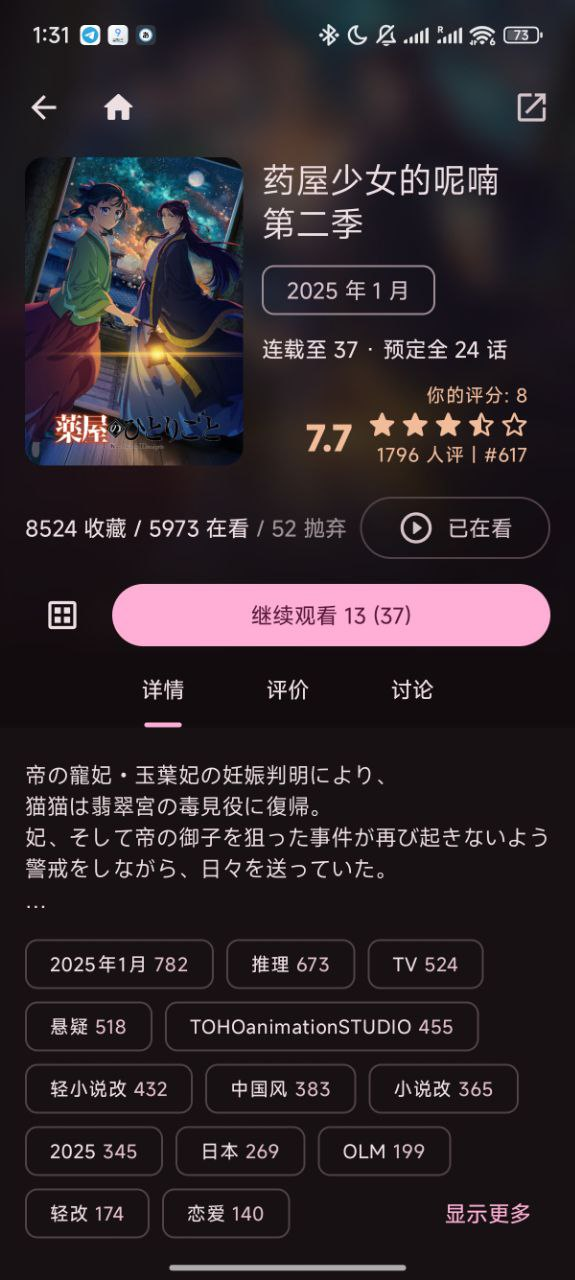 1:31
73
药屋少女的呢喃
第二季
2025 年 1 月
连载至 37 · 预定全 24 话
你的评分: 8
7.7
1796 人评 | #617
薬屋のひとりごと
8524 收藏 / 5973 在看 / 52 抛弃
已在看
继续观看 13 (37)
详情 评价 讨论
帝の寵妃・玉葉妃の妊娠判明により、
猫猫は翡翠宮の毒見役に復帰。
妃、そして帝の御子を狙った事件が再び起きないよう
警戒をしながら、日々を送っていた。
...
2025年1月 782 推理 673 TV 524
悬疑 518 TOHOanimationSTUDIO 455
轻小说改 432 中国风 383 小说改 365
2025 345 日本 269 OLM 199
轻改 174 恋爱 140 显示更多